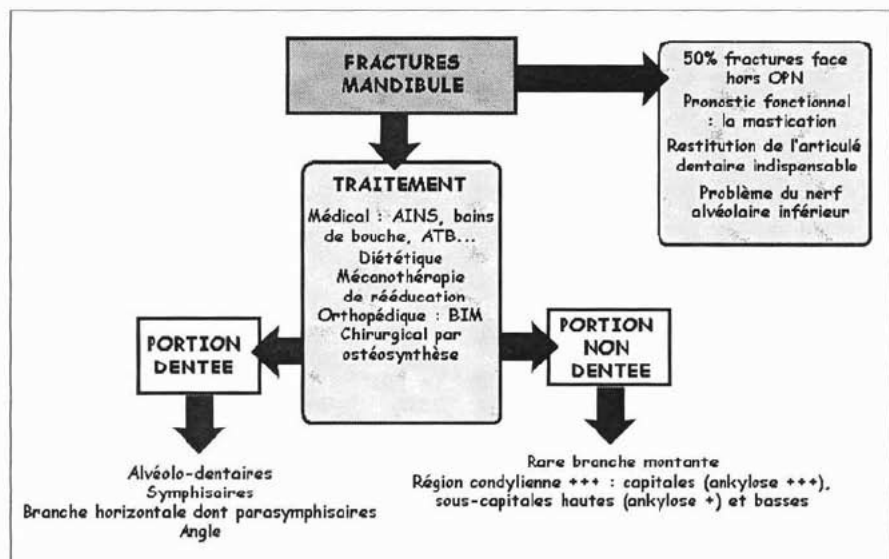 FRACTURES
MANDIBULE
50% fractures face
hors OPN
Pronostic fonctionnel
: la mastication
Restitution de l'articulé
dentaire indispensable
Problème du nerf
alvéolaire inférieur
TRAITEMENT
Médical : AINS, bains
de bouche, ATB...
Diététique
Mécanothérapie
de rééducation
Orthopédique : BIM
Chirurgical par
ostéosynthèse
PORTION
DENTEE
PORTION
NON
DENTEE
Alvéolo-dentaires
Symphisaires
Branche horizontale dont parasymphisaires
Angle
Rare branche montante
Région condylienne +++ : capitales (ankylose +++),
sous-capitales hautes (ankylose +) et basses